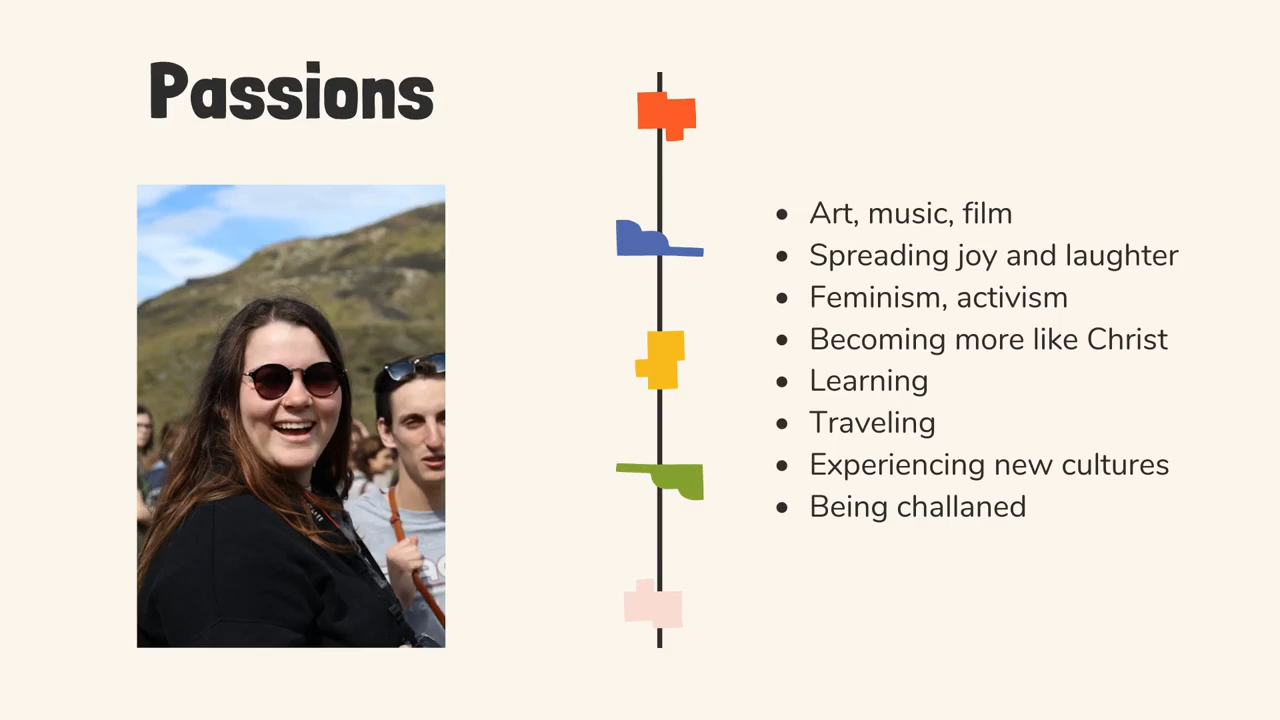 Passions
Art, music, film
Spreading joy and laughter
Feminism, activism
Becoming more like Christ
Learning
Traveling
Experiencing new cultures
Being challaned